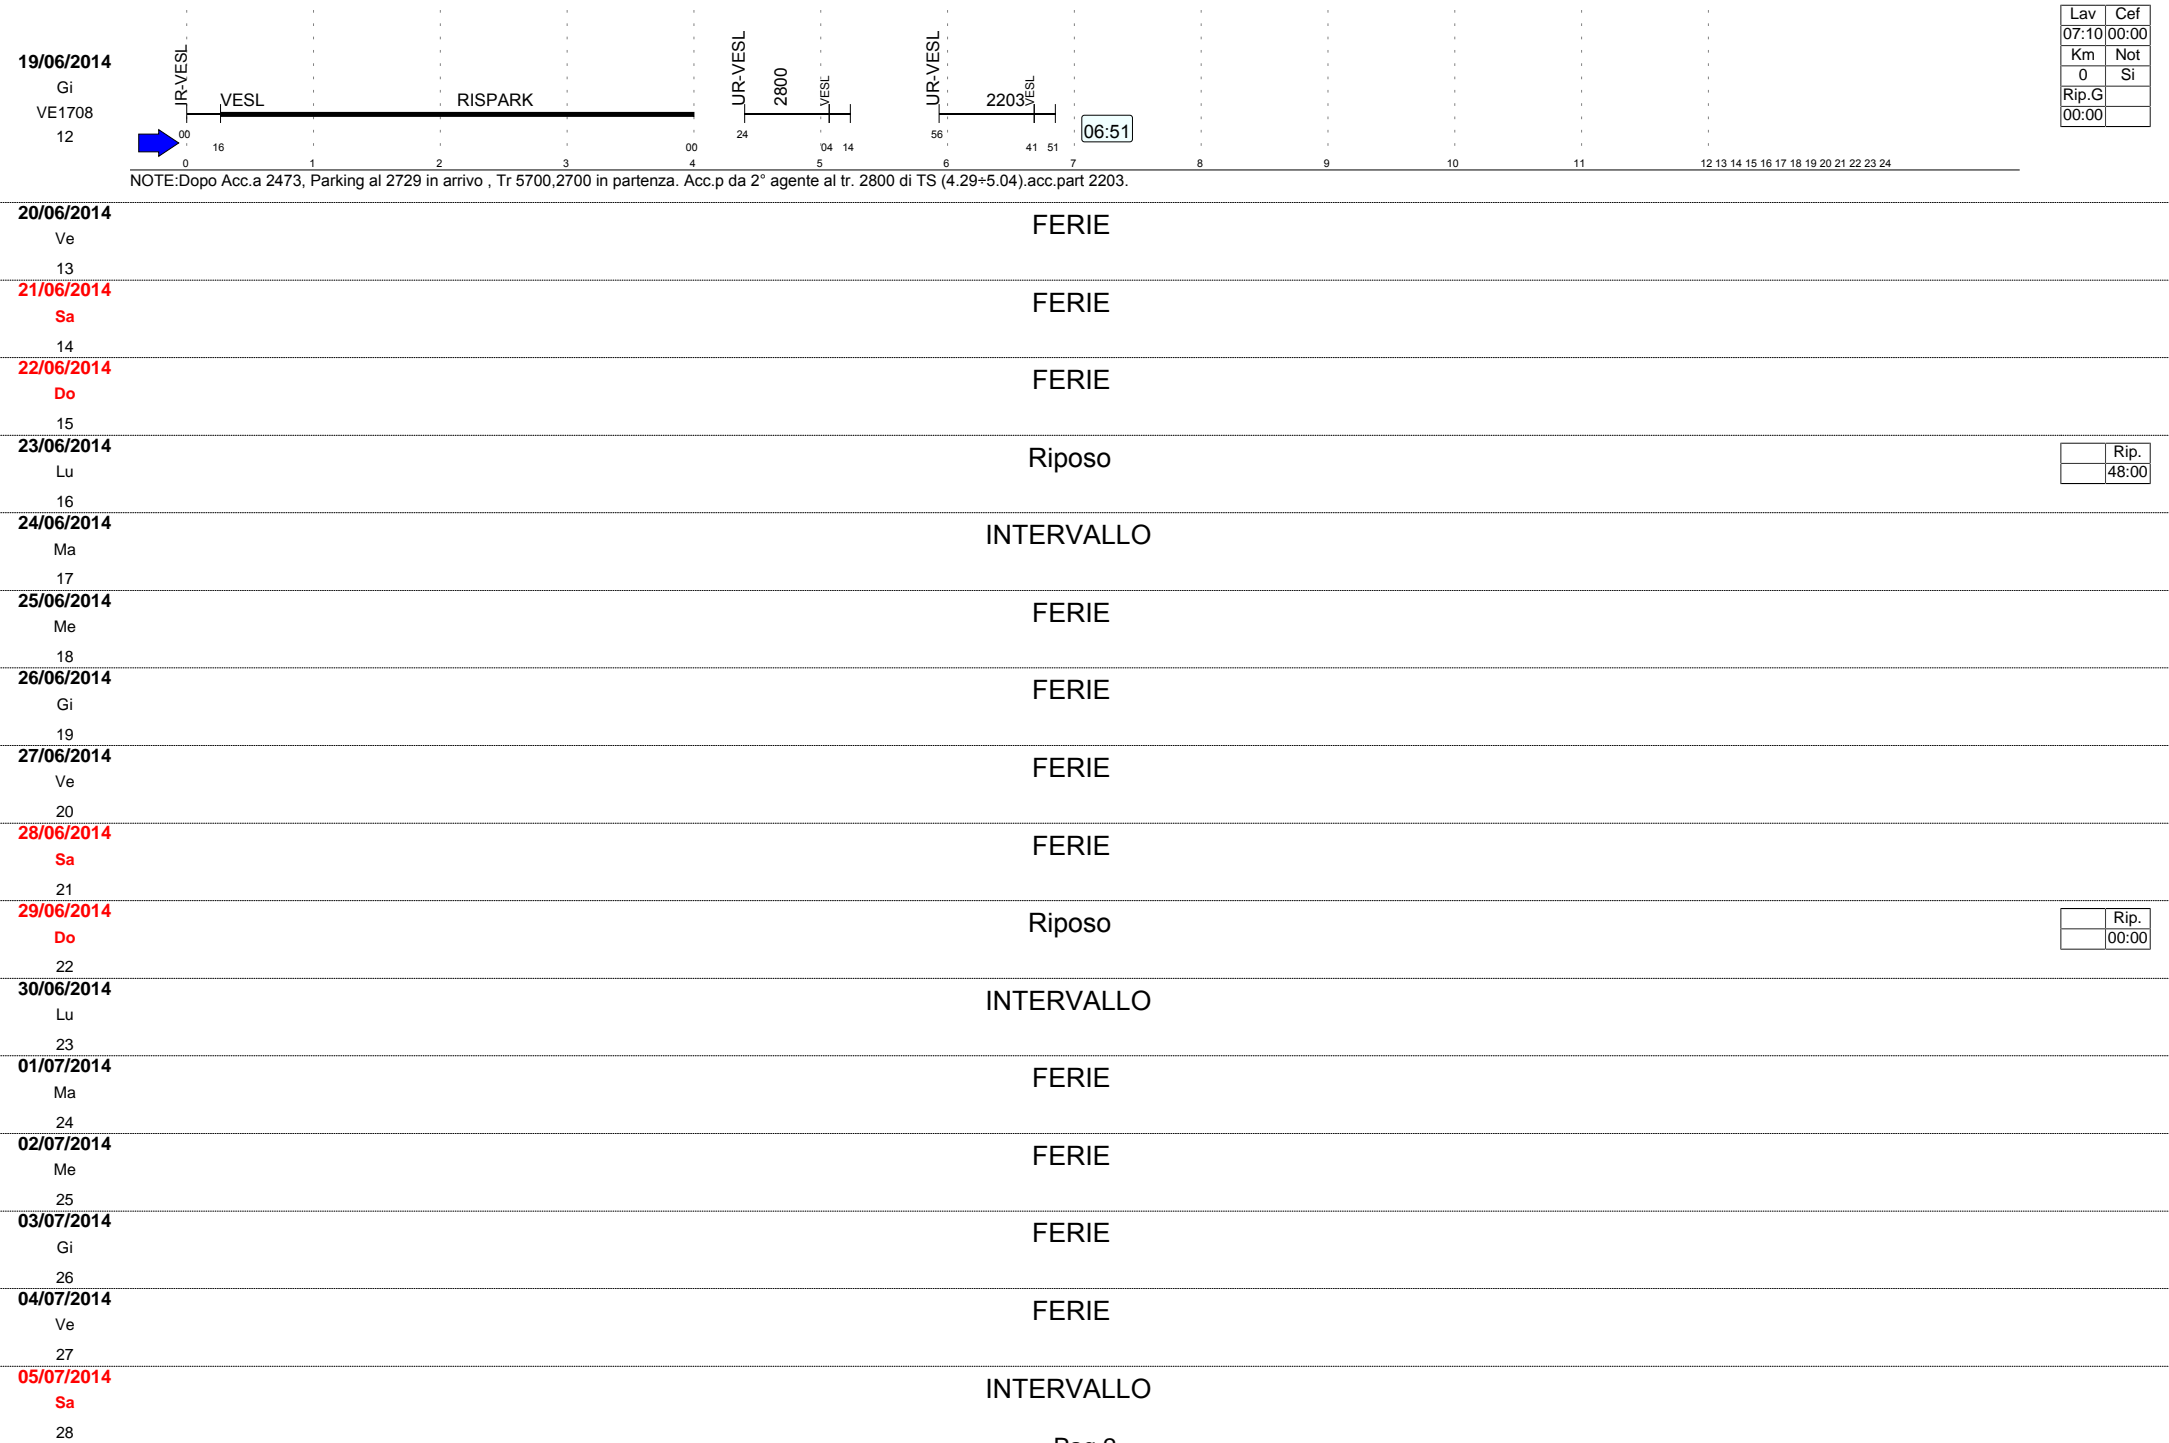 Lav Cef
07:10 00:00
Km Not
0 Si
Rip.G
00:00
19/06/2014
Gi
VE1708
12
VESL RISPARK
UR-VESL 2800 VESL
UR-VESL 2203 VESL
00 16 00 24 04 14 56 41 51
06:51
0 1 2 3 4 5 6 7 8 9 10 11 12 13 14 15 16 17 18 19 20 21 22 23 24
NOTE:Dopo Acc.a 2473, Parking al 2729 in arrivo , Tr 5700,2700 in partenza. Acc.p da 2° agente al tr. 2800 di TS (4.29÷5.04).acc.part 2203.
20/06/2014
FERIE
Ve
13
21/06/2014
FERIE
Sa
14
22/06/2014
FERIE
Do
15
23/06/2014
Riposo
Rip.
48:00
Lu
16
24/06/2014
INTERVALLO
Ma
17
25/06/2014
FERIE
Me
18
26/06/2014
FERIE
Gi
19
27/06/2014
FERIE
Ve
20
28/06/2014
FERIE
Sa
21
29/06/2014
Riposo
Rip.
00:00
Do
22
30/06/2014
INTERVALLO
Lu
23
01/07/2014
FERIE
Ma
24
02/07/2014
FERIE
Me
25
03/07/2014
FERIE
Gi
26
04/07/2014
FERIE
Ve
27
05/07/2014
INTERVALLO
Sa
28